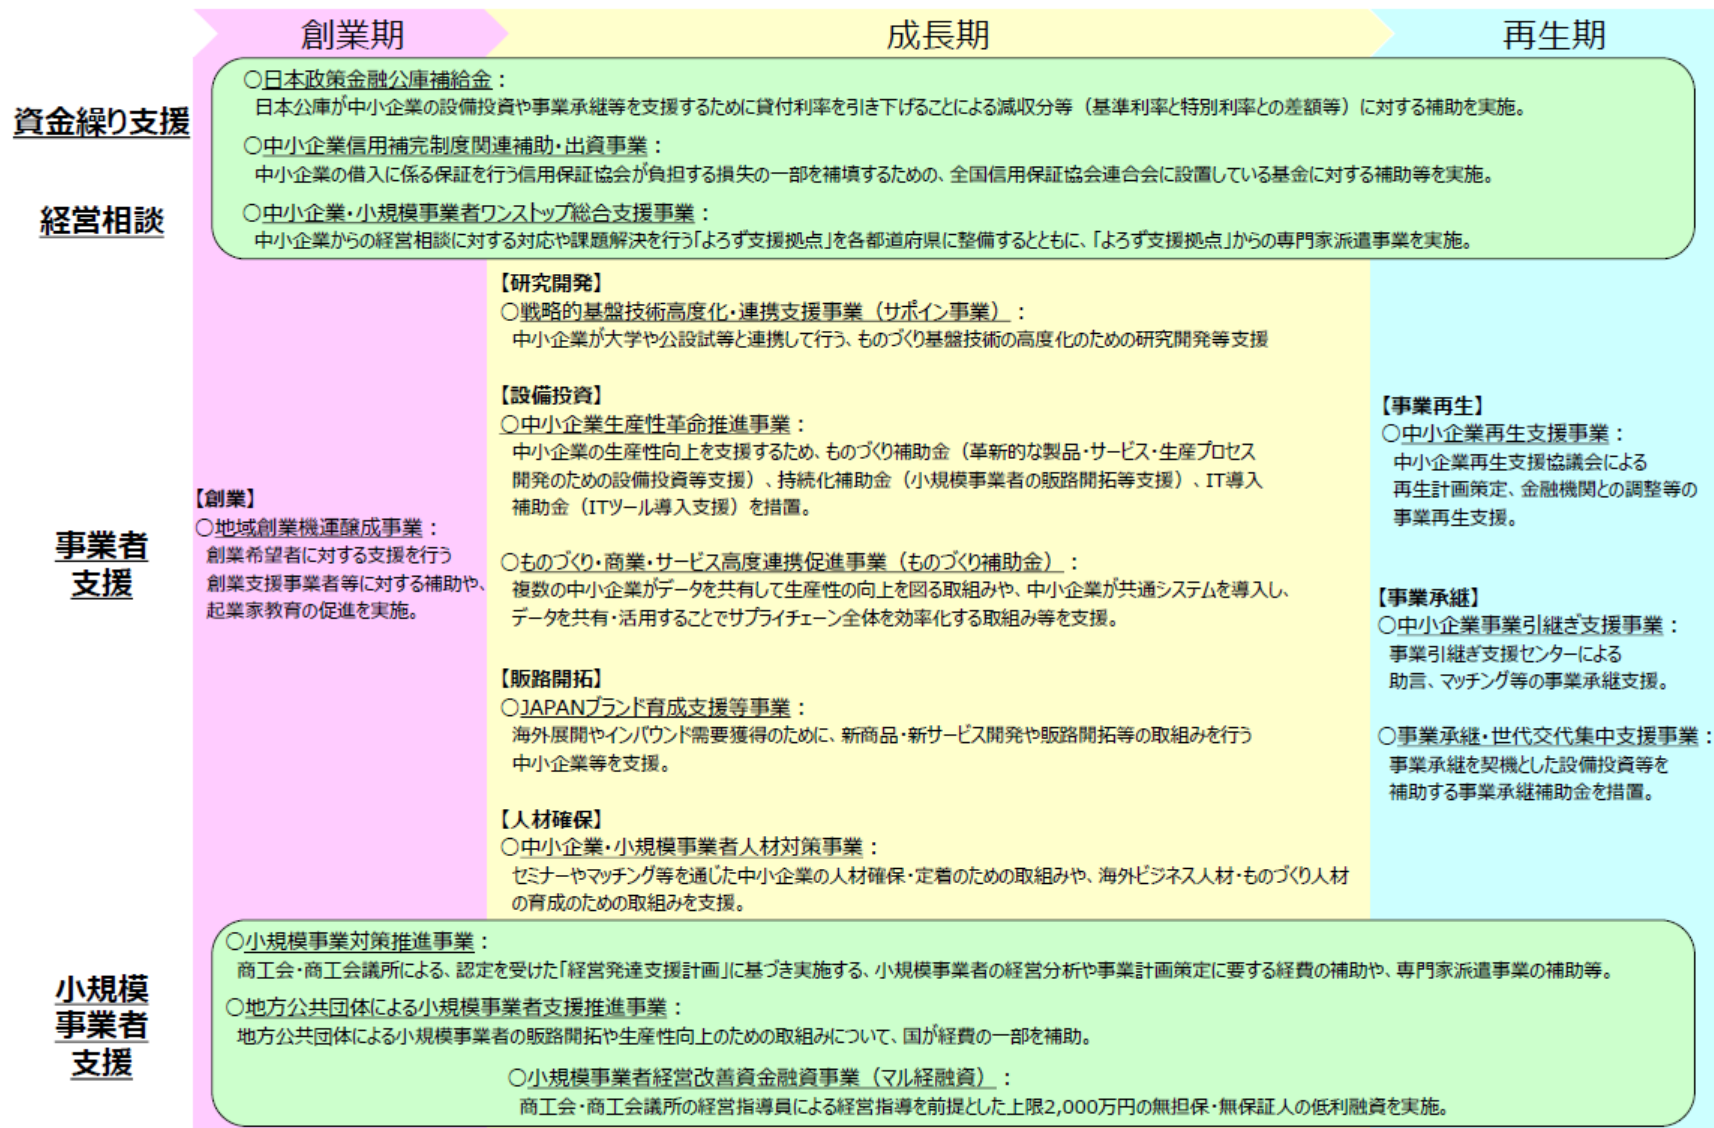 創業期
成長期
再生期
資金繰り支援
○日本政策金融公庫補給金：
日本公庫が中小企業の設備投資や事業承継等を支援するために貸付利率を引き下げることによる減収分等（基準利率と特別利率との差額等）に対する補助を実施。
○中小企業信用補完制度関連補助・出資事業：
中小企業の借入に係る保証を行う信用保証協会が負担する損失の一部を補填するための、全国信用保証協会連合会に設置している基金に対する補助等を実施。
経営相談
○中小企業・小規模事業者ワンストップ総合支援事業：
中小企業からの経営相談に対する対応や課題解決を行う「よろず支援拠点」を各都道府県に整備するとともに、「よろず支援拠点」からの専門家派遣事業を実施。
事業者
支援
【創業】
○地域創業機運醸成事業：
創業希望者に対する支援を行う
創業支援事業者等に対する補助や、
起業家教育の促進を実施。
【研究開発】
○戦略的基盤技術高度化・連携支援事業（サポイン事業）：
中小企業が大学や公設試等と連携して行う、ものづくり基盤技術の高度化のための研究開発等支援
【設備投資】
○中小企業生産性革命推進事業：
中小企業の生産性向上を支援するため、ものづくり補助金（革新的な製品・サービス・生産プロセス
開発のための設備投資等支援）、持続化補助金（小規模事業者の販路開拓等支援）、IT導入
補助金（ITツール導入支援）を措置。
○ものづくり・商業・サービス高度連携促進事業（ものづくり補助金）：
複数の中小企業がデータを共有して生産性の向上を図る取組みや、中小企業が共通システムを導入し、
データを共有・活用することでサプライチェーン全体を効率化する取組み等を支援。
【販路開拓】
○JAPANブランド育成支援等事業：
海外展開やインバウンド需要獲得のために、新商品・新サービス開発や販路開拓等の取組みを行う
中小企業等を支援。
【人材確保】
○中小企業・小規模事業者人材対策事業：
セミナーやマッチング等を通じた中小企業の人材確保・定着のための取組みや、海外ビジネス人材・ものづくり人材
の育成のための取組みを支援。
【事業再生】
○中小企業再生支援事業：
中小企業再生支援協議会による
再生計画策定、金融機関との調整等の
事業再生支援。
【事業承継】
○中小企業事業引継ぎ支援事業：
事業引継ぎ支援センターによる
助言、マッチング等の事業承継支援。
○事業承継・世代交代集中支援事業：
事業承継を契機とした設備投資等を
補助する事業承継補助金を措置。
小規模
事業者
支援
○小規模事業対策推進事業：
商工会・商工会議所による、認定を受けた「経営発達支援計画」に基づき実施する、小規模事業者の経営分析や事業計画策定に要する経費の補助や、専門家派遣事業の補助等。
○地方公共団体による小規模事業者支援推進事業：
地方公共団体による小規模事業者の販路開拓や生産性向上のための取組みについて、国が経費の一部を補助。
○小規模事業者経営改善資金融資事業（マル経融資）：
商工会・商工会議所の経営指導員による経営指導を前提とした上限2,000万円の無担保・無保証人の低利融資を実施。